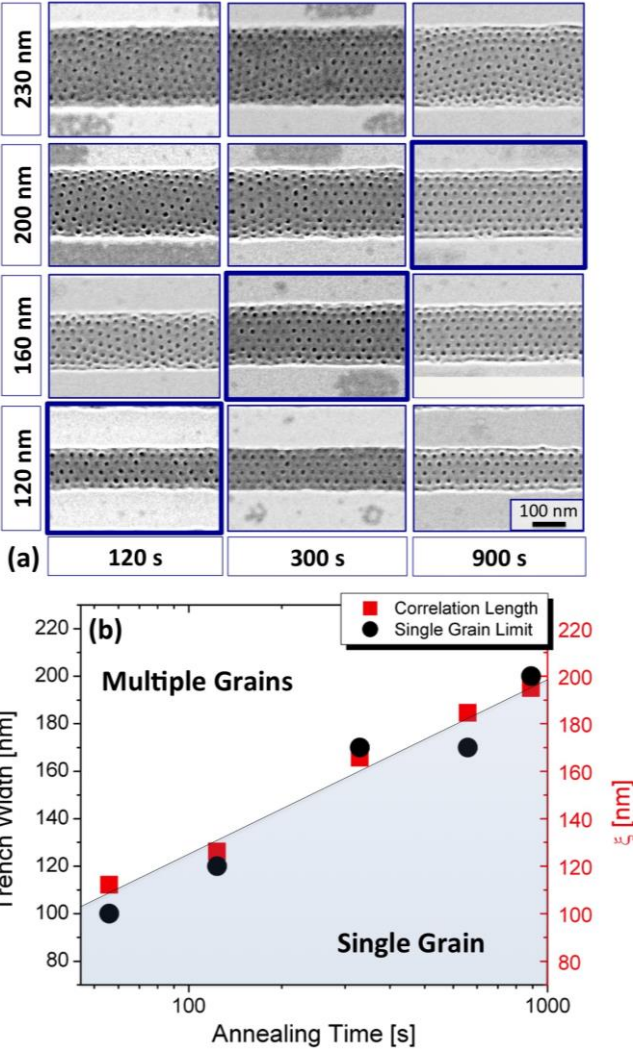 230 nm
200 nm
160 nm
120 nm
100 nm
(a)
120 s
300 s
900 s
(b)
Correlation Length
Single Grain Limit
Multiple Grains
Single Grain
220
200
180
160
140
120
100
80
Trench Width [nm]
220
200
180
160
140
120
100
80
ξ [nm]
100
1000
Annealing Time [s]